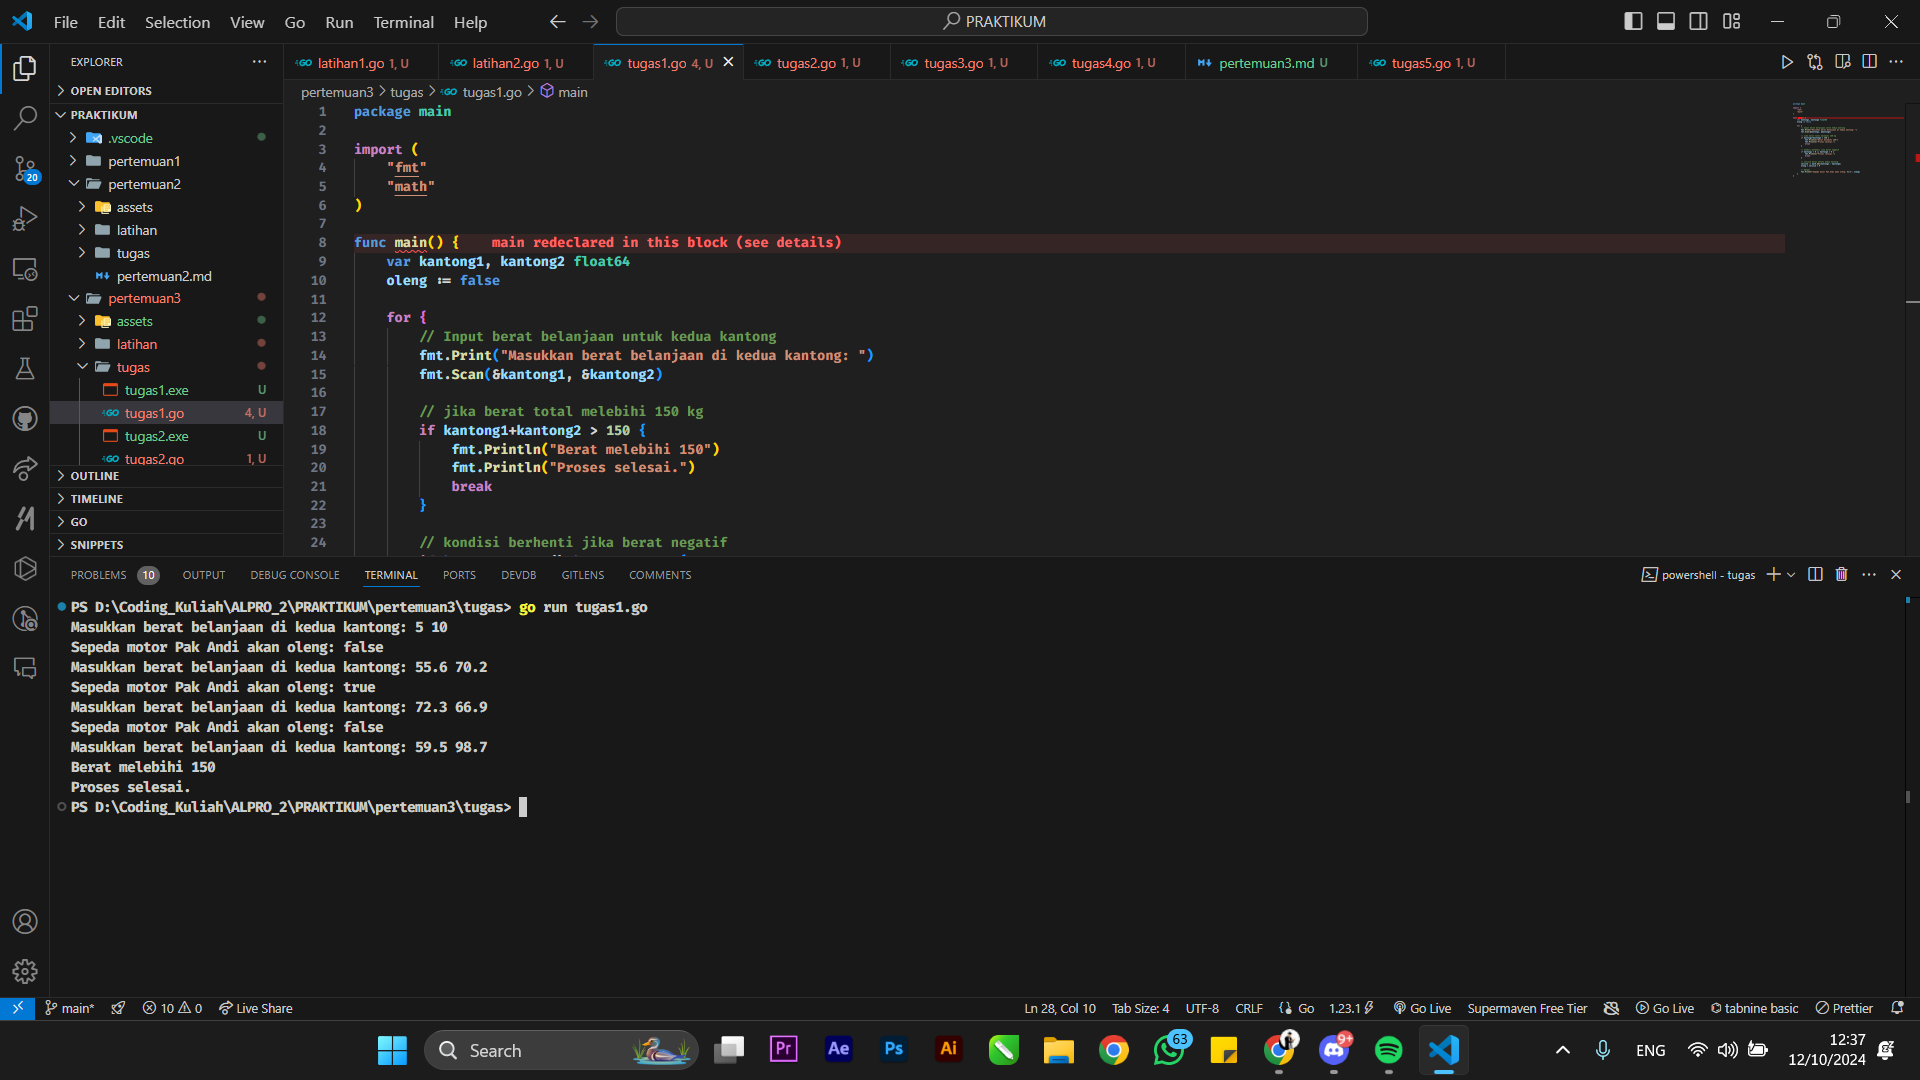 File Edit Selection View Go Run Terminal Help
PRAKTIKUM
EXPLORER
latihan1.go 1, U
latihan2.go 1, U
tugas1.go 4, U
tugas2.go 1, U
tugas3.go 1, U
tugas4.go 1, U
pertemuan3.md U
tugas5.go 1, U
OPEN EDITORS
PRAKTIKUM
.vscode
pertemuan1
pertemuan2
assets
latihan
tugas
pertemuan2.md
pertemuan3
assets
latihan
tugas
tugas1.exe U
tugas1.go 4, U
tugas2.exe U
tugas2.go 1, U
OUTLINE
TIMELINE
GO
SNIPPETS
20
pertemuan3 > tugas > tugas1.go > main
1 package main
2
3 import (
4 "fmt"
5 "math"
6 )
7
8 func main() { main redeclared in this block (see details)
9 var kantong1, kantong2 float64
10 oleng := false
11
12 for {
13 // Input berat belanjaan untuk kedua kantong
14 fmt.Print("Masukkan berat belanjaan di kedua kantong: ")
15 fmt.Scan(&kantong1, &kantong2)
16
17 // jika berat total melebihi 150 kg
18 if kantong1+kantong2 > 150 {
19 fmt.Println("Berat melebihi 150")
20 fmt.Println("Proses selesai.")
21 break
22 }
23
24 // kondisi berhenti jika berat negatif
PROBLEMS 10 OUTPUT DEBUG CONSOLE TERMINAL PORTS DEVDB GITLENS COMMENTS
powershell - tugas
PS D:\Coding_Kuliah\ALPRO_2\PRAKTIKUM\pertemuan3\tugas> go run tugas1.go
Masukkan berat belanjaan di kedua kantong: 5 10
Sepeda motor Pak Andi akan oleng: false
Masukkan berat belanjaan di kedua kantong: 55.6 70.2
Sepeda motor Pak Andi akan oleng: true
Masukkan berat belanjaan di kedua kantong: 72.3 66.9
Sepeda motor Pak Andi akan oleng: false
Masukkan berat belanjaan di kedua kantong: 59.5 98.7
Berat melebihi 150
Proses selesai.
PS D:\Coding_Kuliah\ALPRO_2\PRAKTIKUM\pertemuan3\tugas>
main* 10 0 Live Share
Ln 28, Col 10 Tab Size: 4 UTF-8 CRLF Go 1.23.1 Go Live Supermaven Free Tier Go Live tabnine basic Prettier
Search
Pr Ae Ps Ai
63
9+
ENG
12:37
12/10/2024